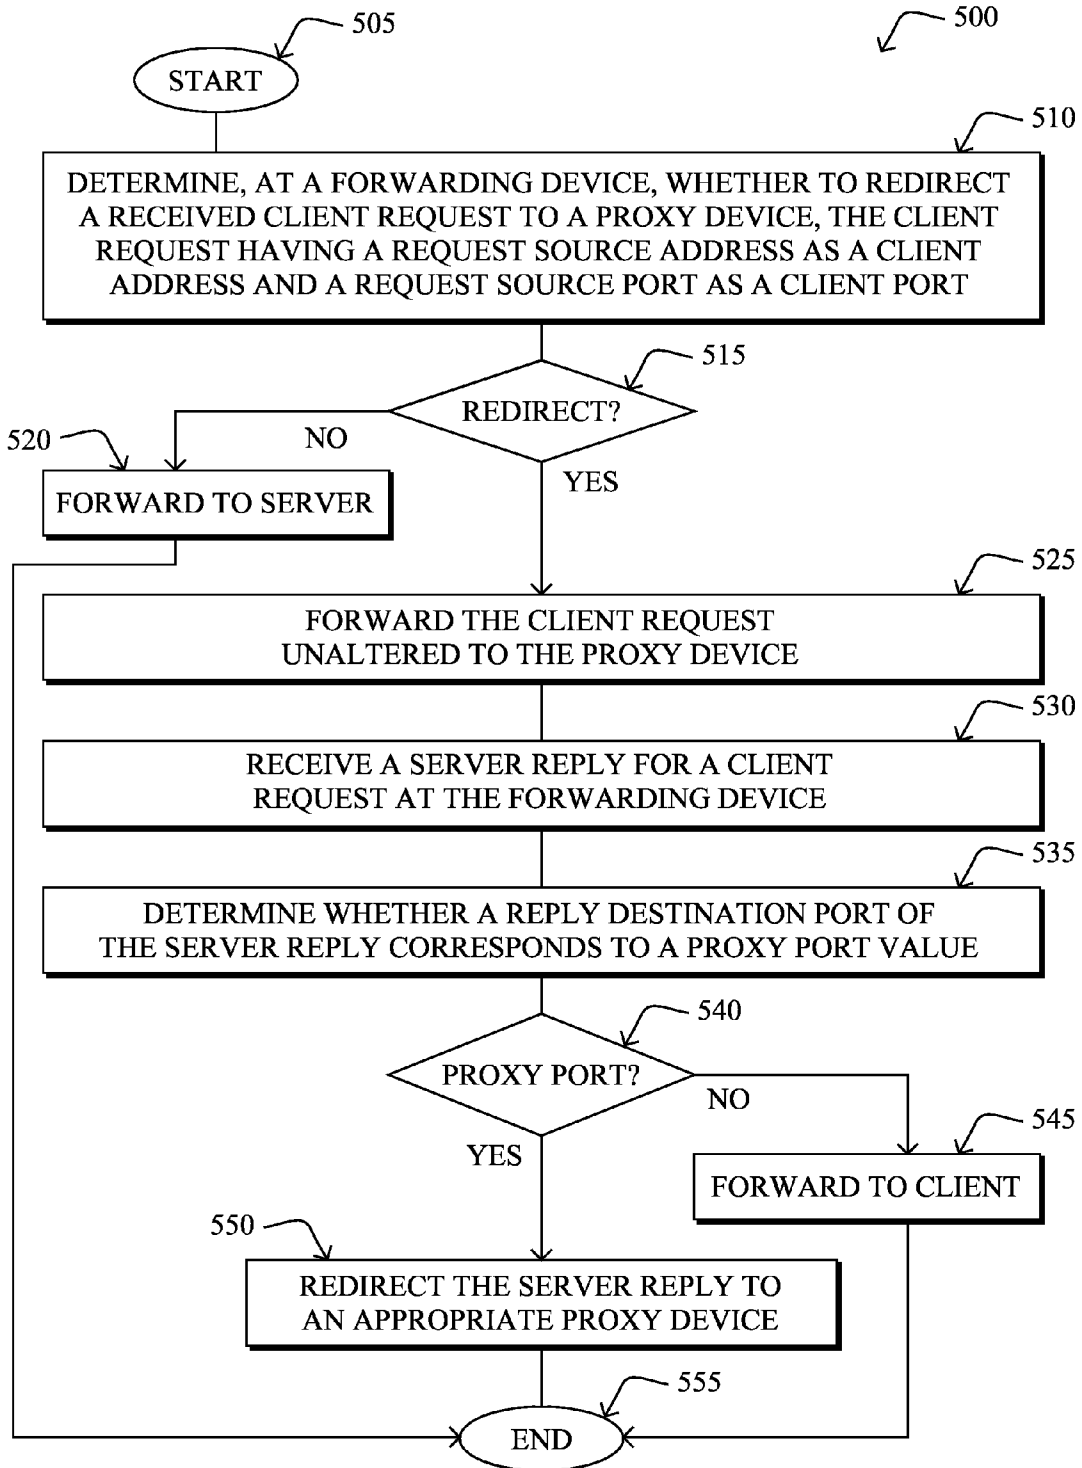 505
500
START
510
DETERMINE, AT A FORWARDING DEVICE, WHETHER TO REDIRECT
A RECEIVED CLIENT REQUEST TO A PROXY DEVICE, THE CLIENT
REQUEST HAVING A REQUEST SOURCE ADDRESS AS A CLIENT
ADDRESS AND A REQUEST SOURCE PORT AS A CLIENT PORT
515
REDIRECT?
520
NO
YES
FORWARD TO SERVER
525
FORWARD THE CLIENT REQUEST
UNALTERED TO THE PROXY DEVICE
530
RECEIVE A SERVER REPLY FOR A CLIENT
REQUEST AT THE FORWARDING DEVICE
535
DETERMINE WHETHER A REPLY DESTINATION PORT OF
THE SERVER REPLY CORRESPONDS TO A PROXY PORT VALUE
540
PROXY PORT?
NO
545
YES
FORWARD TO CLIENT
550
REDIRECT THE SERVER REPLY TO
AN APPROPRIATE PROXY DEVICE
555
END